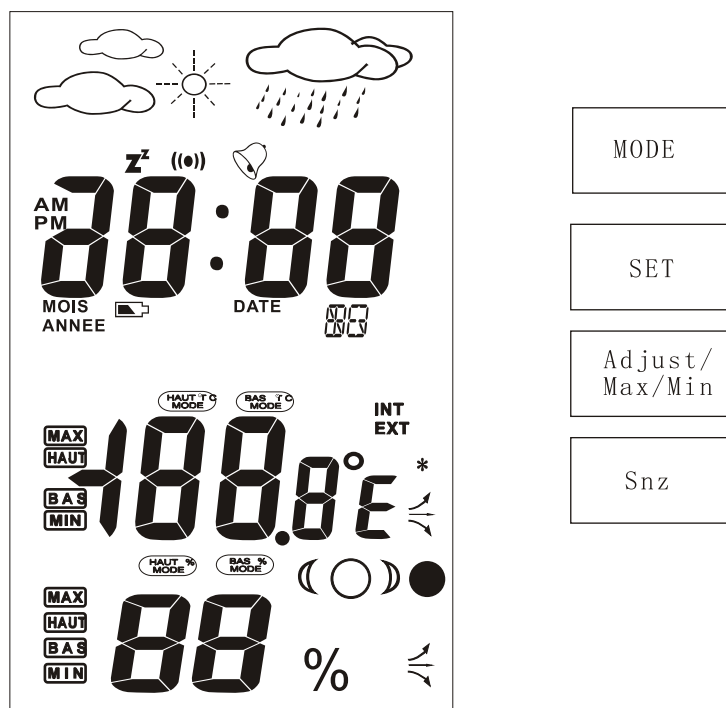 Zz ((●))
AM
PM
88:88
MOIS
ANNEE
DATE
88
HAUT °C
MODE
BAS °C
MODE
INT
EXT
MAX
HAUT
BAS
MIN
-188.8°E
*
HAUT %
MODE
BAS %
MODE
MAX
HAUT
BAS
MIN
88
%
MODE
SET
Adjust/
Max/Min
Snz